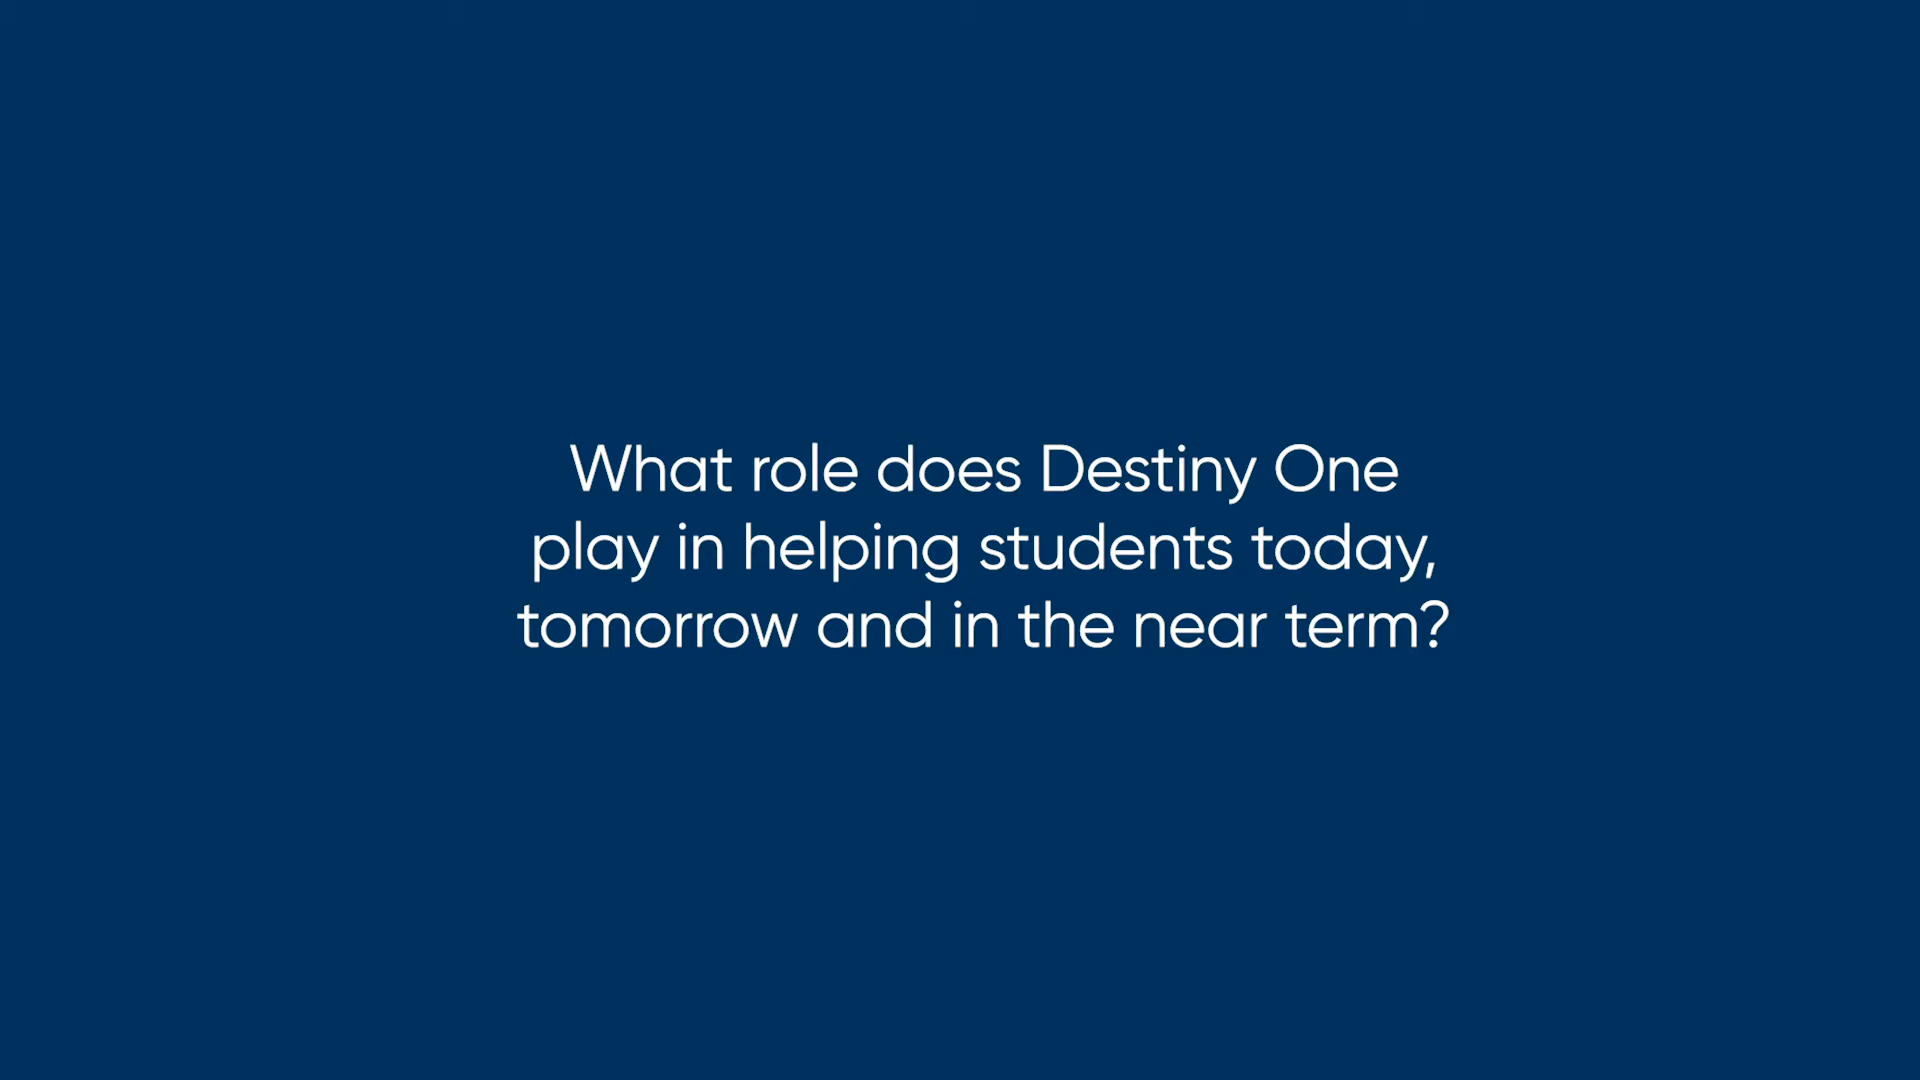 What role does Destiny One
play in helping students today,
tomorrow and in the near term?